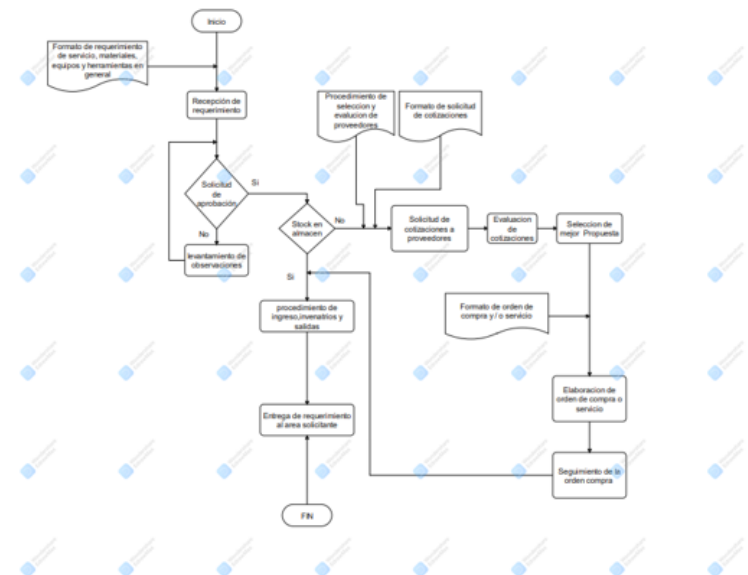 Inicio
Formato de requerimiento
de servicio, materiales,
equipos y herramientas en
general
Recepción de
requerimiento
Procedimiento de
seleccion y
evalucion de
proveedores
Formato de solicitud
de cotizaciones
Solicitud
de
aprobación
Si
No
levantamiento de
observaciones
Stock en
almacen
No
Si
Solicitud de
cotizaciones a
proveedores
Evaluacion
de
cotizaciones
Seleccion de
mejor Propuesta
procedimiento de
ingreso,invenatrios y
salidas
Formato de orden de
compra y / o servicio
Entrega de requerimiento
al area solicitante
Elaboracion de
orden de compra o
servicio
Seguimiento de la
orden compra
FIN